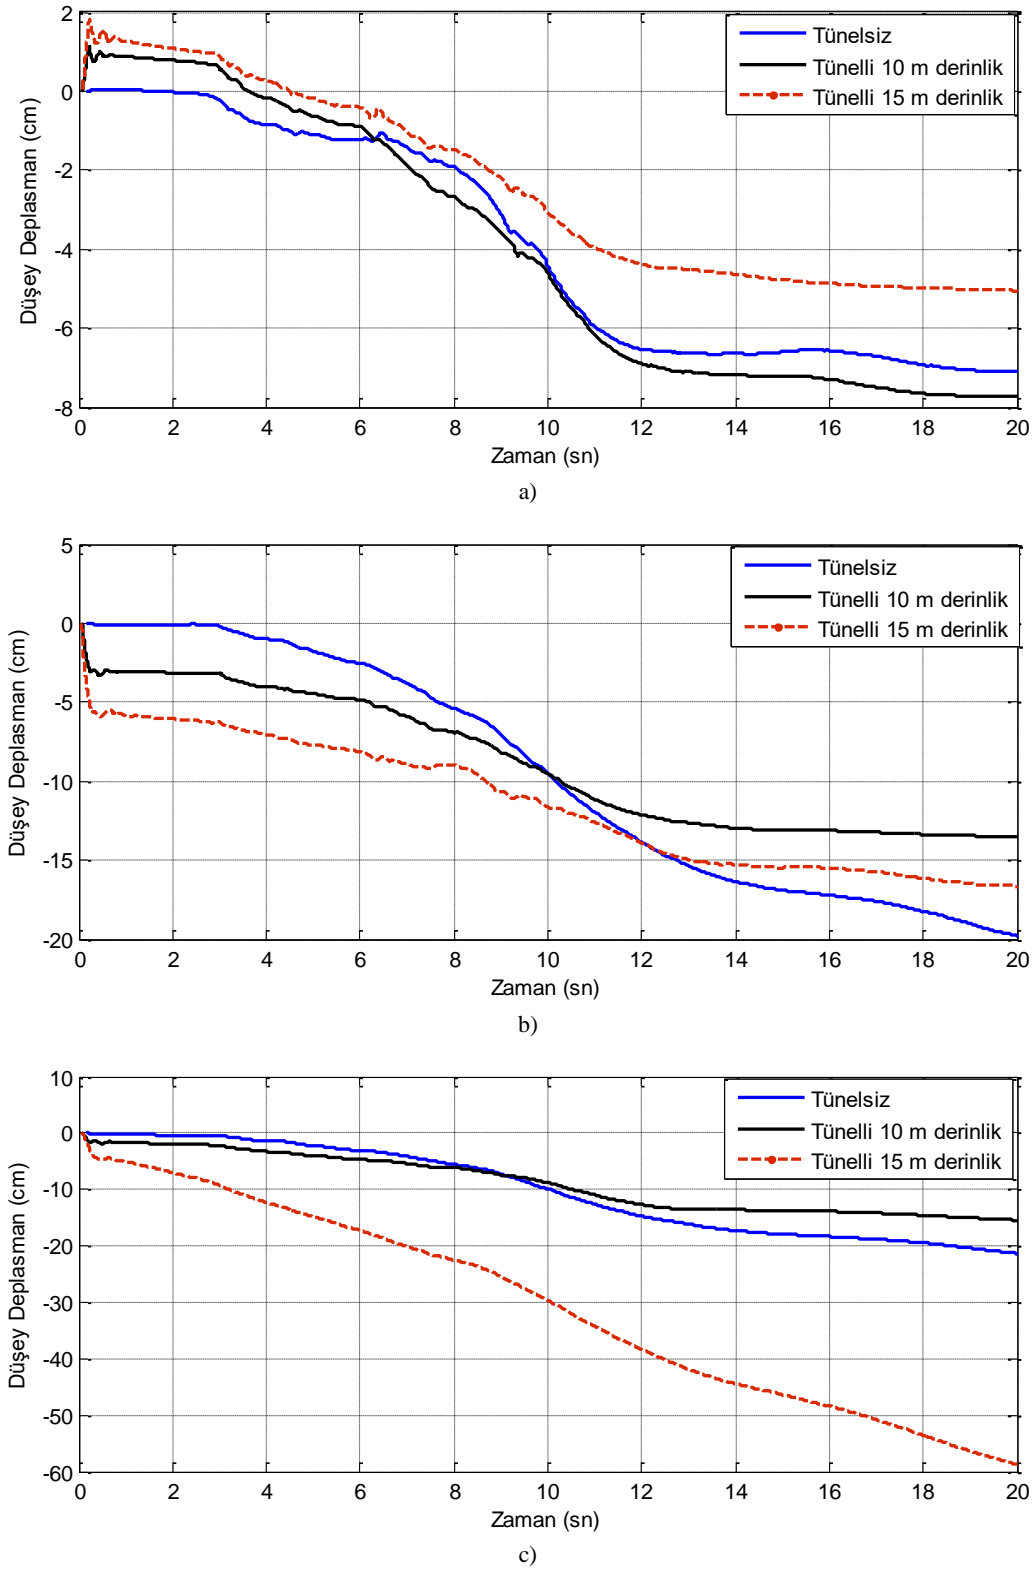 2
0
-2
-4
-6
-8
Düşey Deplasman (cm)
Tünelsiz
Tünelli 10 m derinlik
Tünelli 15 m derinlik
0 2 4 6 8 10 12 14 16 18 20
Zaman (sn)
a)
5
0
-5
-10
-15
-20
Düşey Deplasman (cm)
Tünelsiz
Tünelli 10 m derinlik
Tünelli 15 m derinlik
0 2 4 6 8 10 12 14 16 18 20
Zaman (sn)
b)
10
0
-10
-20
-30
-40
-50
-60
Düşey Deplasman (cm)
Tünelsiz
Tünelli 10 m derinlik
Tünelli 15 m derinlik
0 2 4 6 8 10 12 14 16 18 20
Zaman (sn)
c)